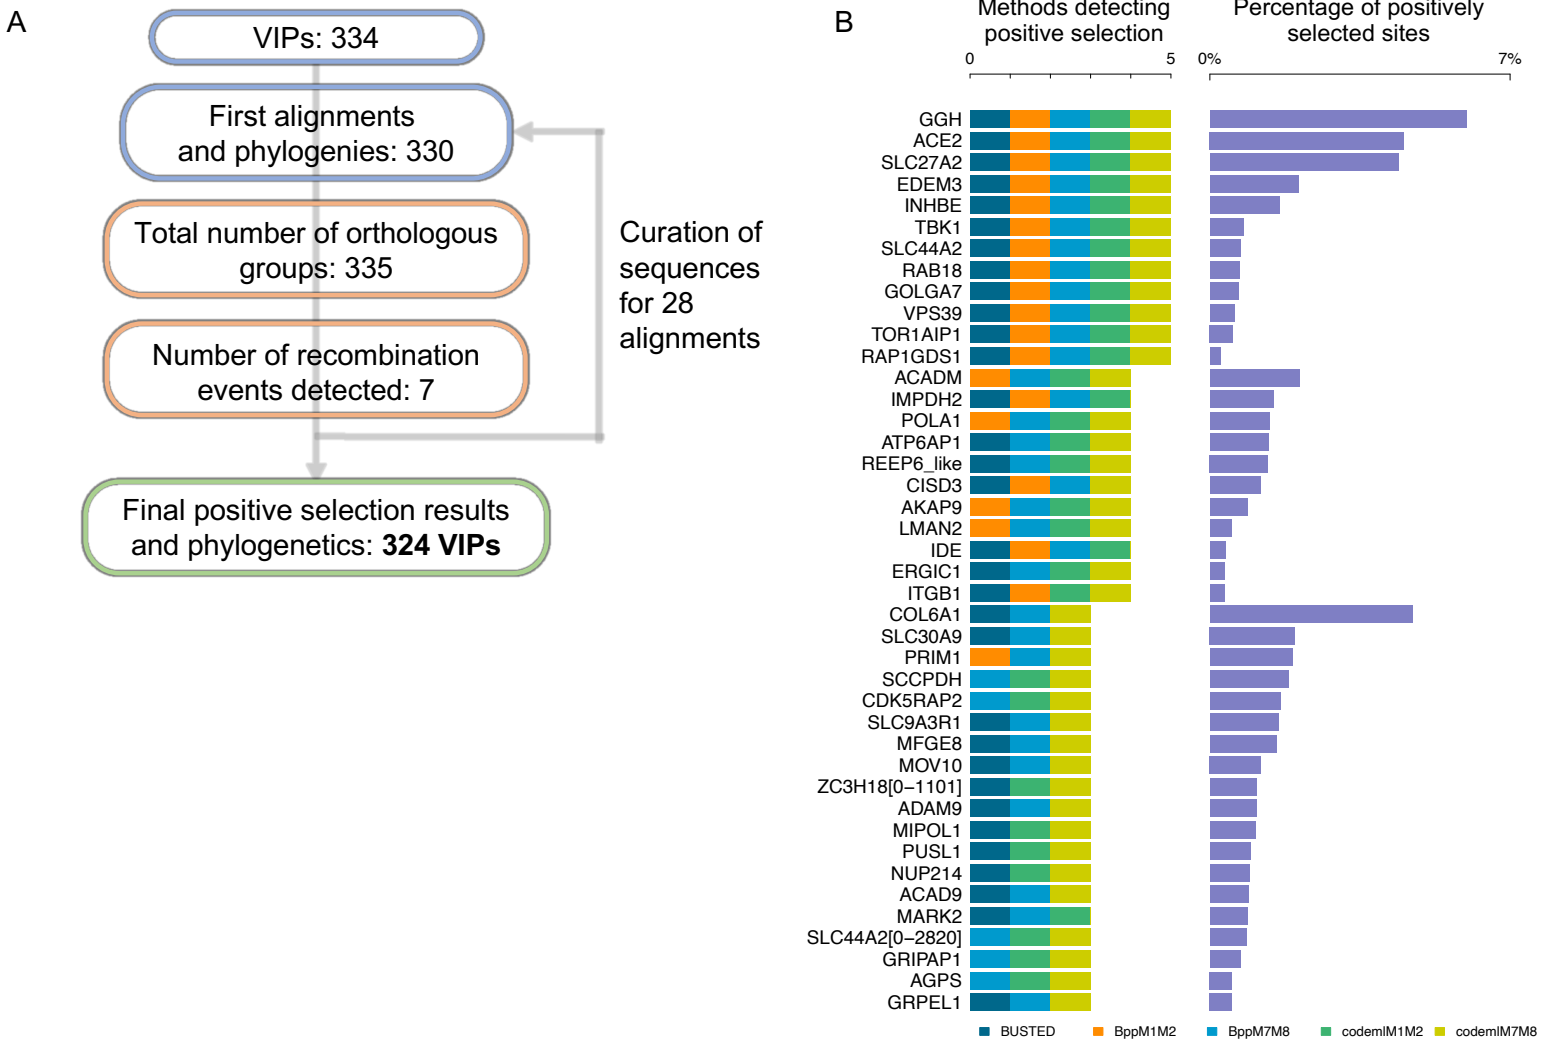 A
VIPs: 334
First alignments
and phylogenies: 330
Total number of orthologous
groups: 335
Number of recombination
events detected: 7
Curation of
sequences
for 28
alignments
Final positive selection results
and phylogenetics: 324 VIPs
B
Methods detecting
positive selection
0 5
Percentage of positively
selected sites
0% 7%
GGH
ACE2
SLC27A2
EDEM3
INHBE
TBK1
SLC44A2
RAB18
GOLGA7
VPS39
TOR1AIP1
RAP1GDS1
ACADM
IMPDH2
POLA1
ATP6AP1
REEP6_like
CISD3
AKAP9
LMAN2
IDE
ERGIC1
ITGB1
COL6A1
SLC30A9
PRIM1
SCCPDH
CDK5RAP2
SLC9A3R1
MFGE8
MOV10
ZC3H18[0−1101]
ADAM9
MIPOL1
PUSL1
NUP214
ACAD9
MARK2
SLC44A2[0−2820]
GRIPAP1
AGPS
GRPEL1
BUSTED BppM1M2 BppM7M8 codemlM1M2 codemlM7M8